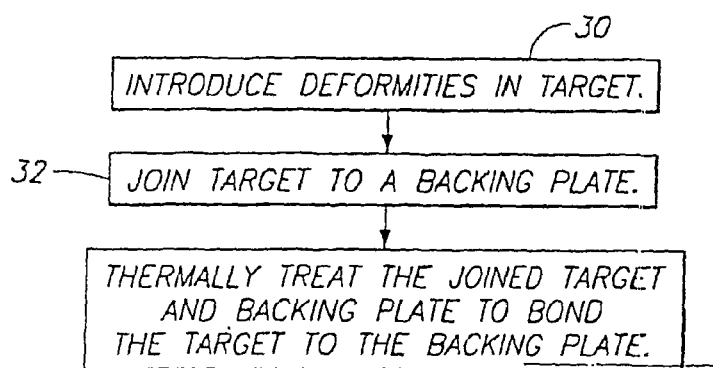 30
INTRODUCE DEFORMITIES IN TARGET.
32
JOIN TARGET TO A BACKING PLATE.
THERMALLY TREAT THE JOINED TARGET
AND BACKING PLATE TO BOND
THE TARGET TO THE BACKING PLATE.